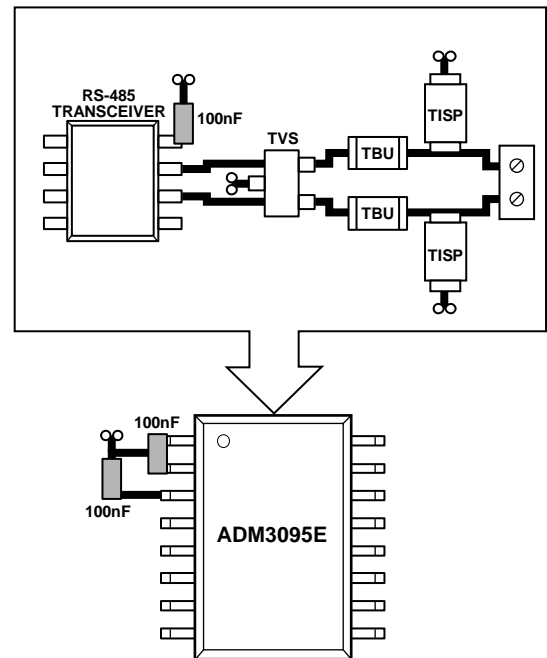 RS-485
TRANSCEIVER
100nF
TVS
TBU
TISP
TBU
TISP
100nF
100nF
ADM3095E